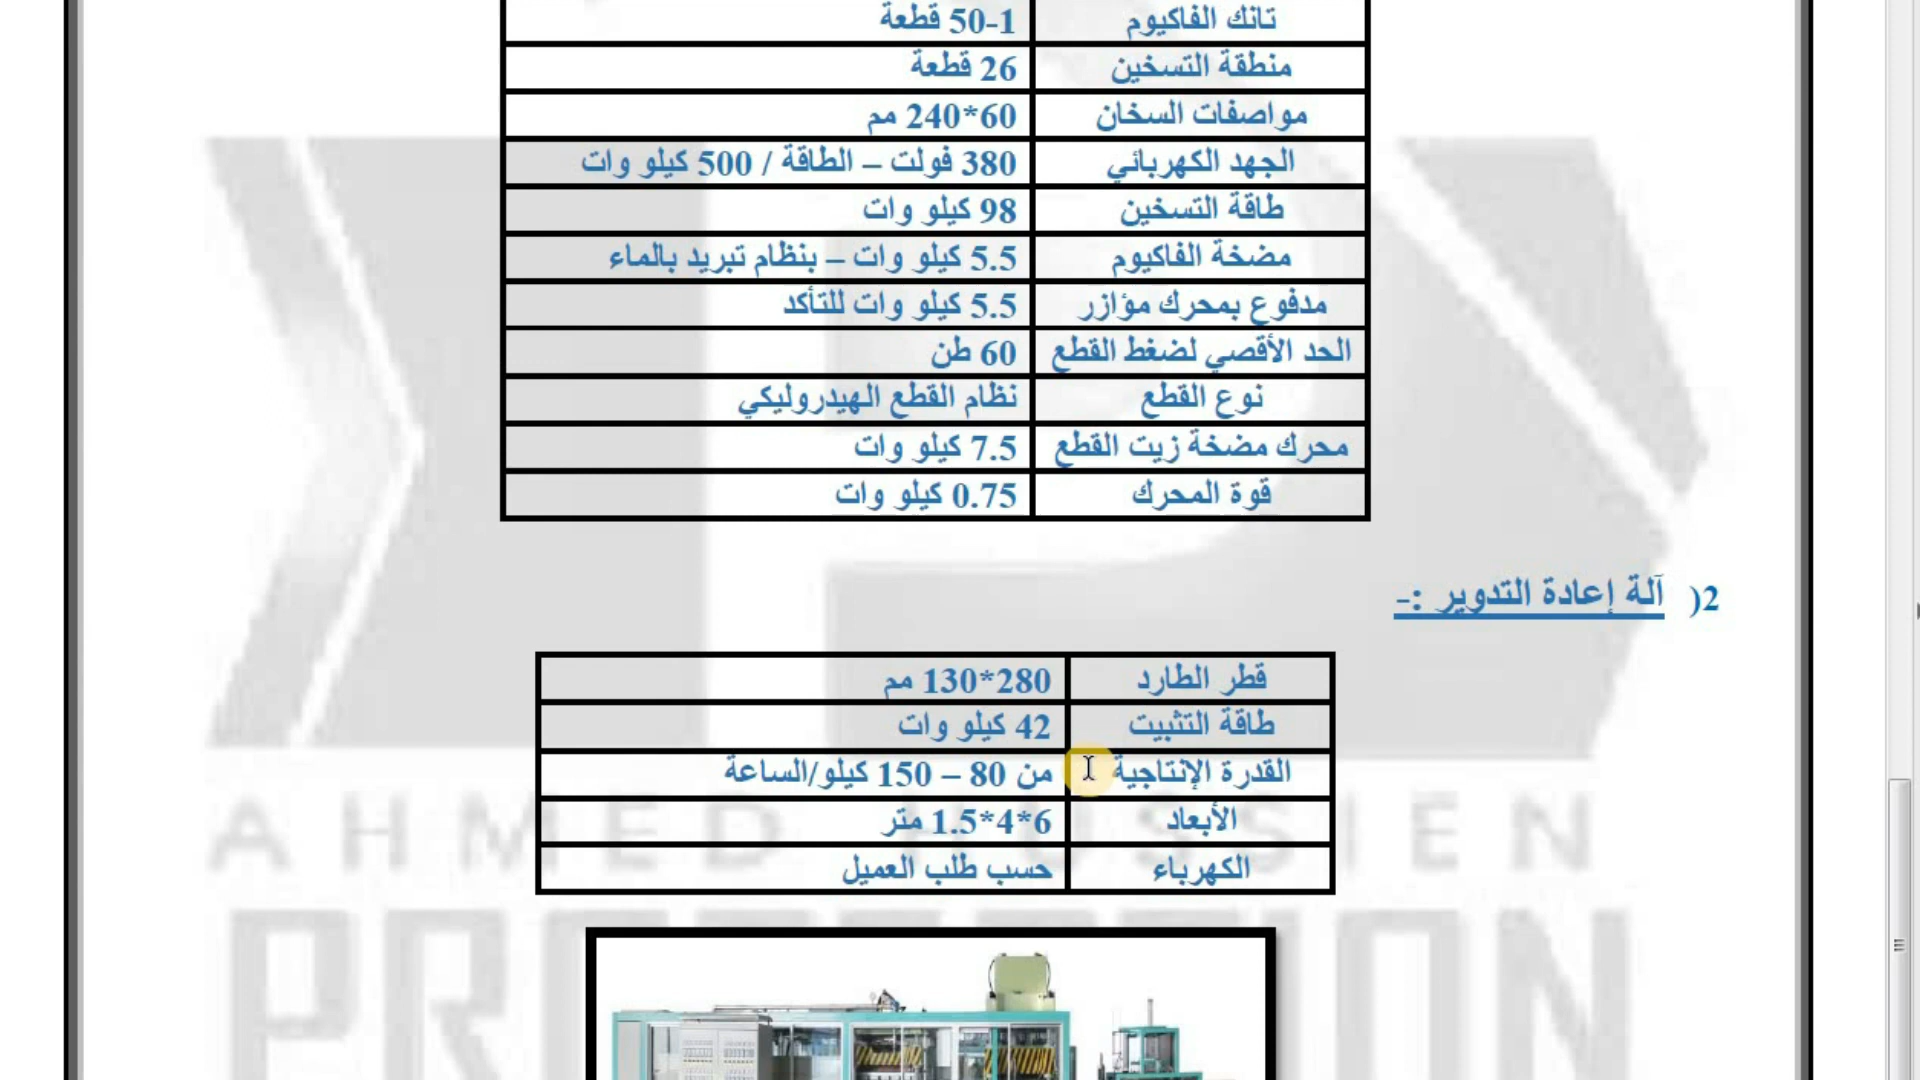 تانك الفاكيوم 1-50 قطعة
منطقة التسخين 26 قطعة
مواصفات السخان 60*240 مم
الجهد الكهربائي 380 فولت – الطاقة / 500 كيلو وات
طاقة التسخين 98 كيلو وات
مضخة الفاكيوم 5.5 كيلو وات – بنظام تبريد بالماء
مدفوع بمحرك مؤازر 5.5 كيلو وات للتأكد
الحد الأقصي لضغط القطع 60 طن
نوع القطع نظام القطع الهيدروليكي
محرك مضخة زيت القطع 7.5 كيلو وات
قوة المحرك 0.75 كيلو وات
2) آلة إعادة التدوير :-
قطر الطارد 280*130 مم
طاقة التثبيت 42 كيلو وات
القدرة الإنتاجية من 80 – 150 كيلو/الساعة
الأبعاد 6*4*1.5 متر
الكهرباء حسب طلب العميل
AHMED HUSSIEN